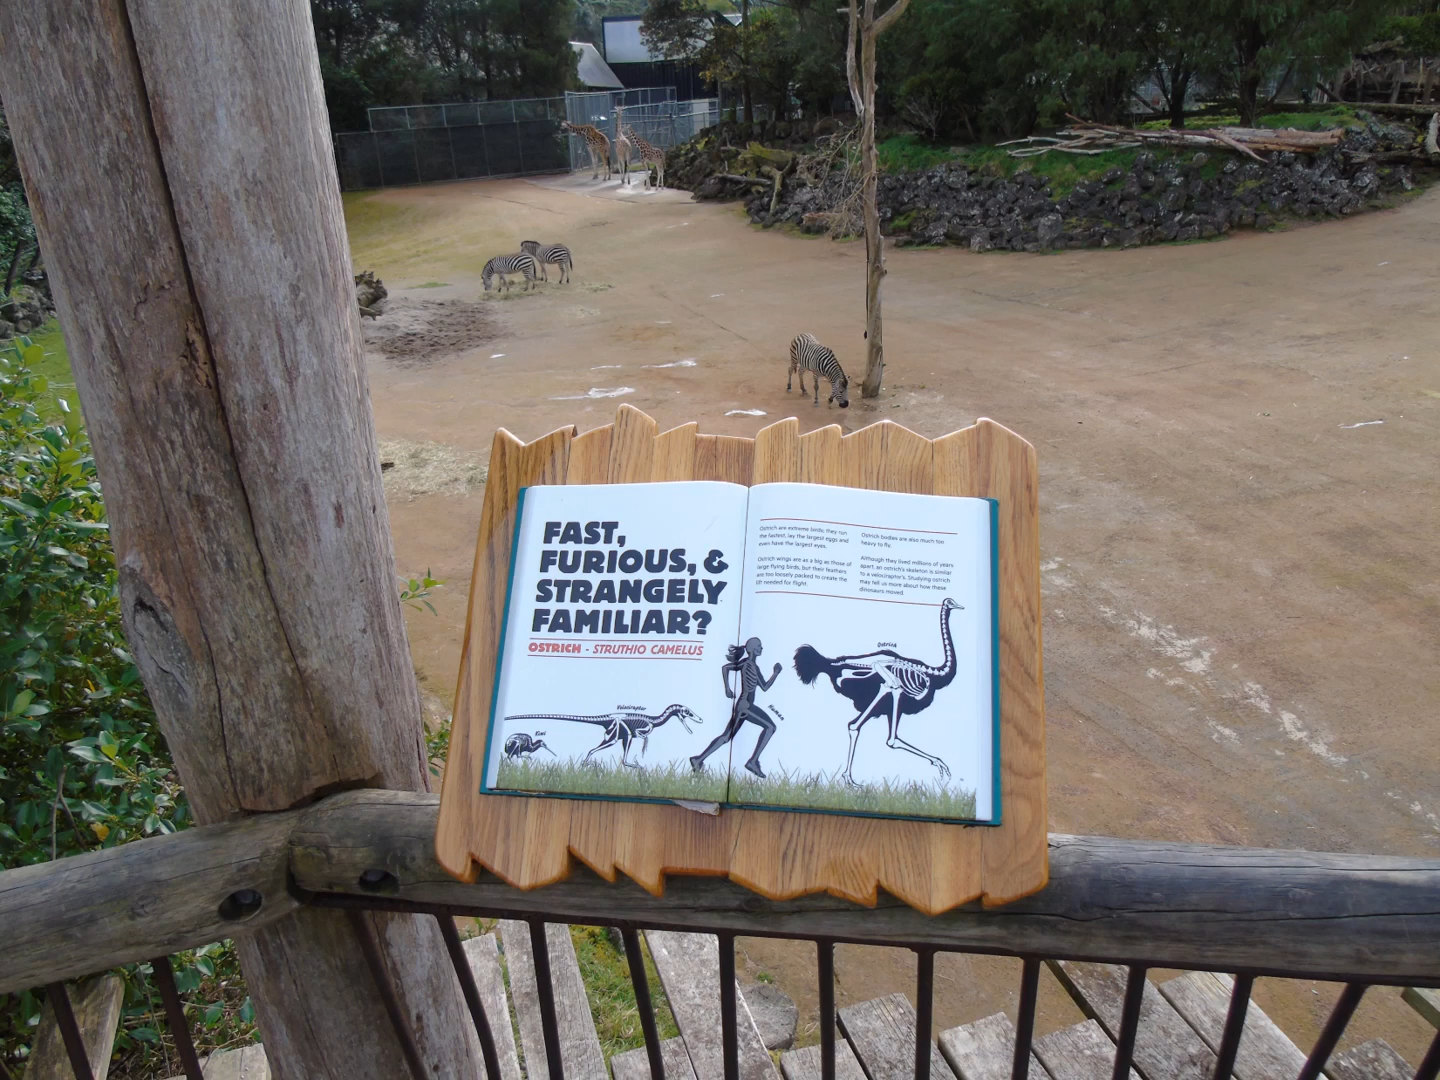 FAST,
FURIOUS, &
STRANGELY
FAMILIAR?
OSTRICH - STRUTHIO CAMELUS
Ostrich are extreme birds; they run
the fastest, lay the largest eggs and
even have the largest eyes.
Ostrich wings are as a big as those of
large flying birds, but their feathers
are too loosely packed to create the
lift needed for flight.
Ostrich bodies are also much too
heavy to fly.
Although they lived millions of years
apart, an ostrich's skeleton is similar
to a velociraptor's. Studying ostrich
may tell us more about how these
dinosaurs moved.
Kiwi
Velociraptor
Human
Ostrich